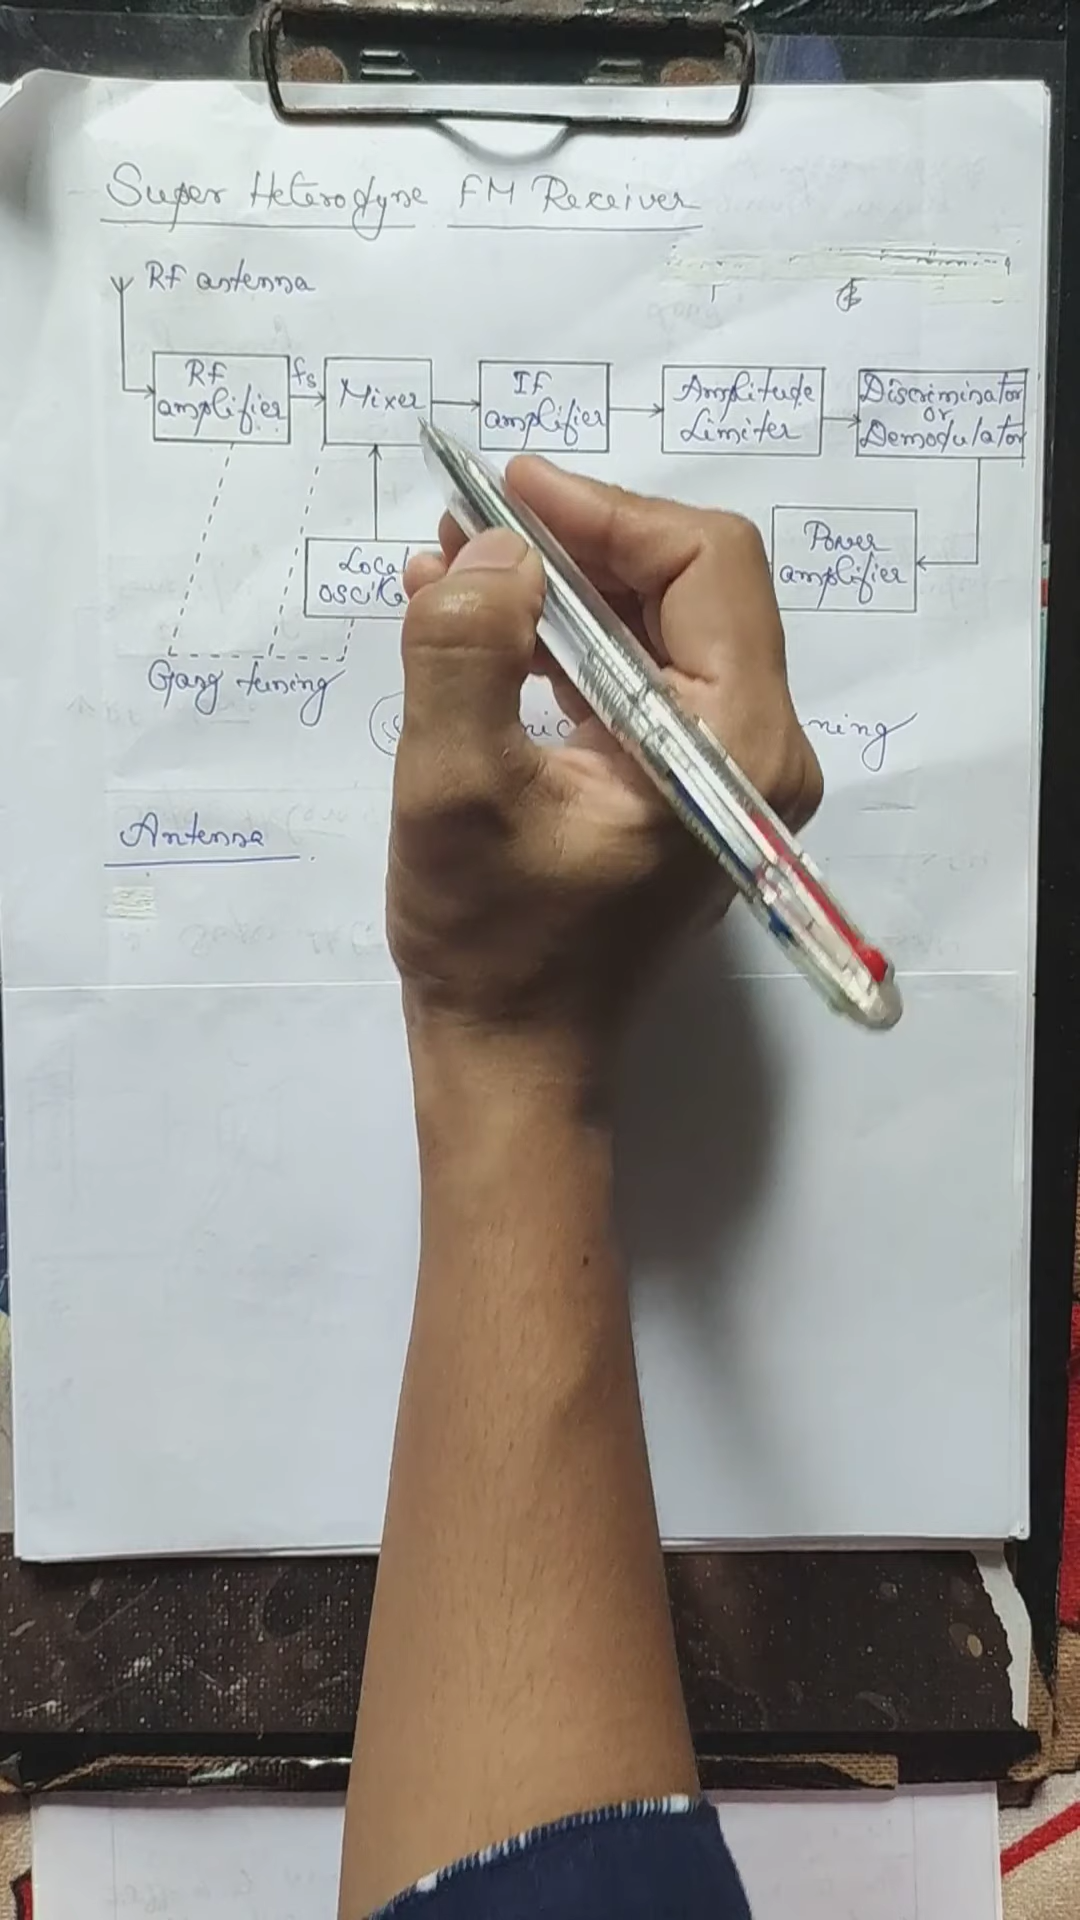 Super Heterodyne FM Receiver
Rf antenna
Rf
amplifier
fs
Mixer
IF
amplifier
Amplitude
Limiter
Discriminator
or
Demodulator
Local
Power
amplifier
Gang tuning
Antenna